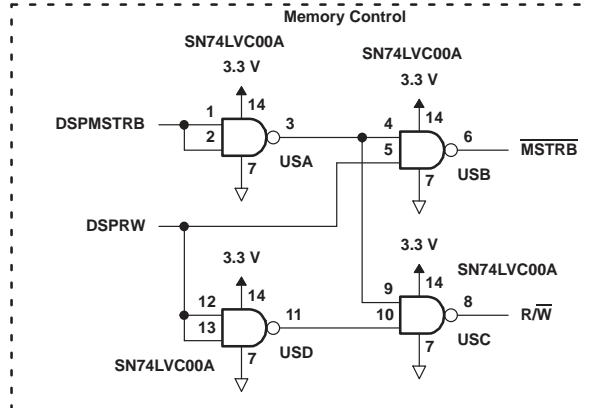 Memory Control
SN74LVC00A
SN74LVC00A
3.3 V
3.3 V
DSPMSTRB
1
2
14
3
7
USA
4
5
14
6
7
USB
MSTRB
DSPRW
3.3 V
3.3 V
SN74LVC00A
12
13
14
11
7
USD
SN74LVC00A
9
10
14
8
7
USC
R/W